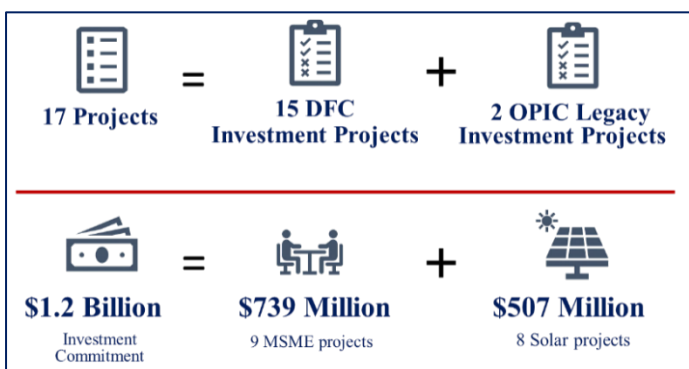 17 Projects
=
15 DFC
Investment Projects
+
2 OPIC Legacy
Investment Projects
$1.2 Billion
Investment
Commitment
=
$739 Million
9 MSME projects
+
$507 Million
8 Solar projects